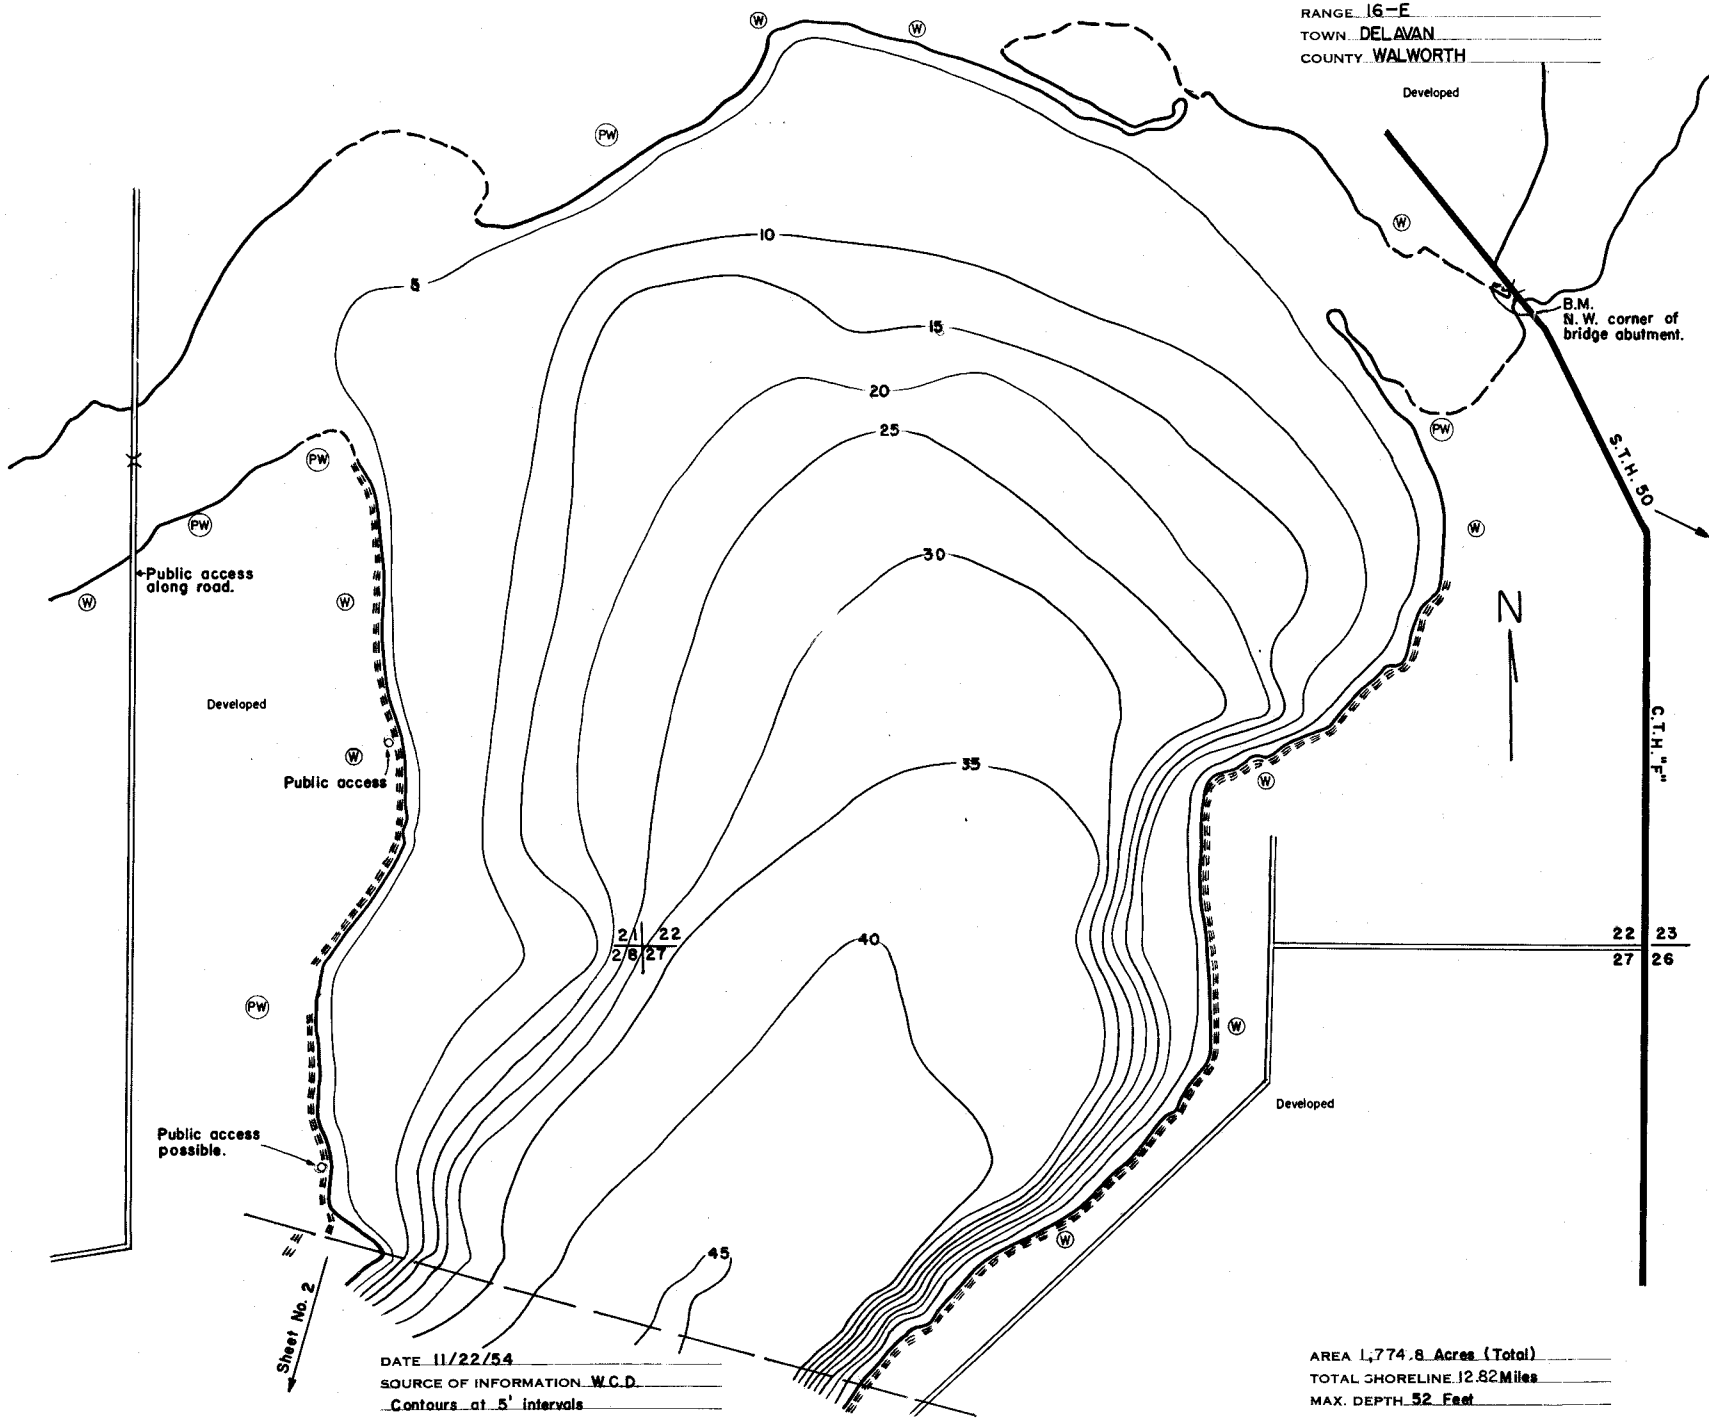 RANGE 16-E
TOWN DELAVAN
COUNTY WALWORTH
Developed
W
W
PW
W
10
5
15
20
25
30
35
40
45
B.M.
N. W. corner of
bridge abutment.
PW
PW
PW
W
S.T.H. 50
N
Public access
along road.
W
W
Developed
W
Public access
C.T.H. "F"
W
21 22
28 27
22 23
27 26
PW
W
Developed
Public access
possible.
W
Sheet No. 2
DATE 11/22/54
SOURCE OF INFORMATION W.C.D.
Contours at 5' intervals
AREA 1,774.8 Acres (Total)
TOTAL SHORELINE 12.82 Miles
MAX. DEPTH 52 Feet